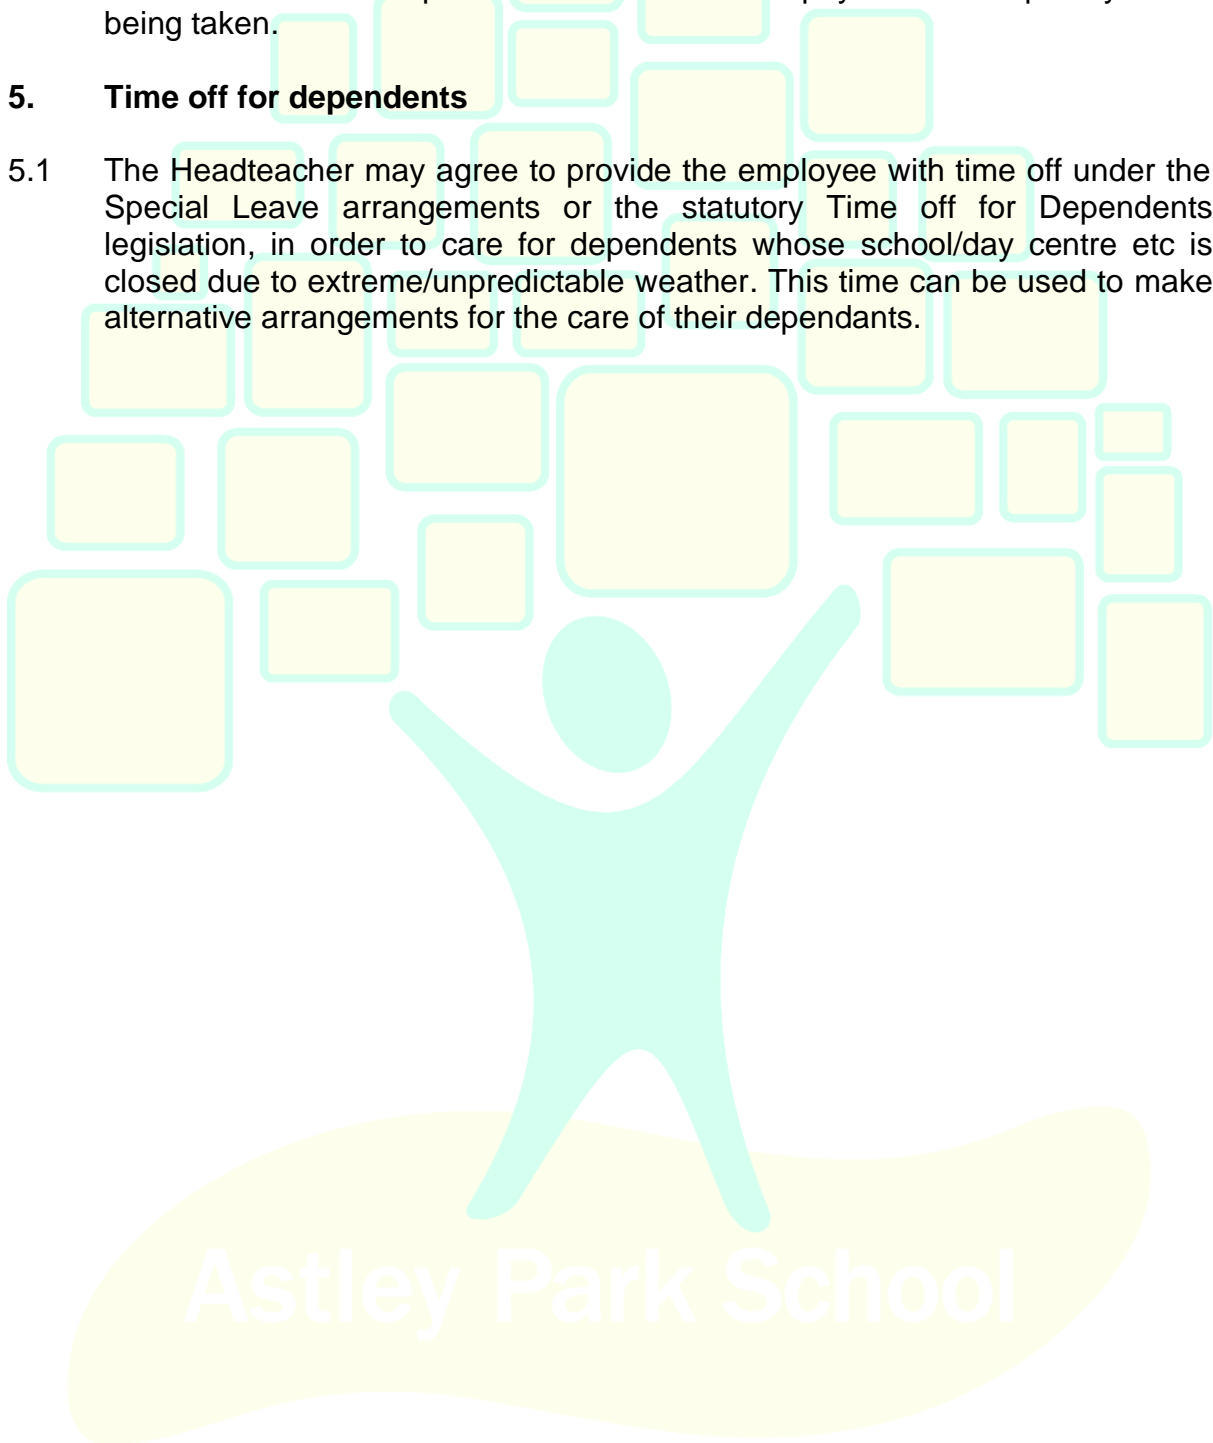 being taken.
5. Time off for dependents
5.1 The Headteacher may agree to provide the employee with time off under the
Special Leave arrangements or the statutory Time off for Dependents
legislation, in order to care for dependents whose school/day centre etc is
closed due to extreme/unpredictable weather. This time can be used to make
alternative arrangements for the care of their dependants.
Astley Park School